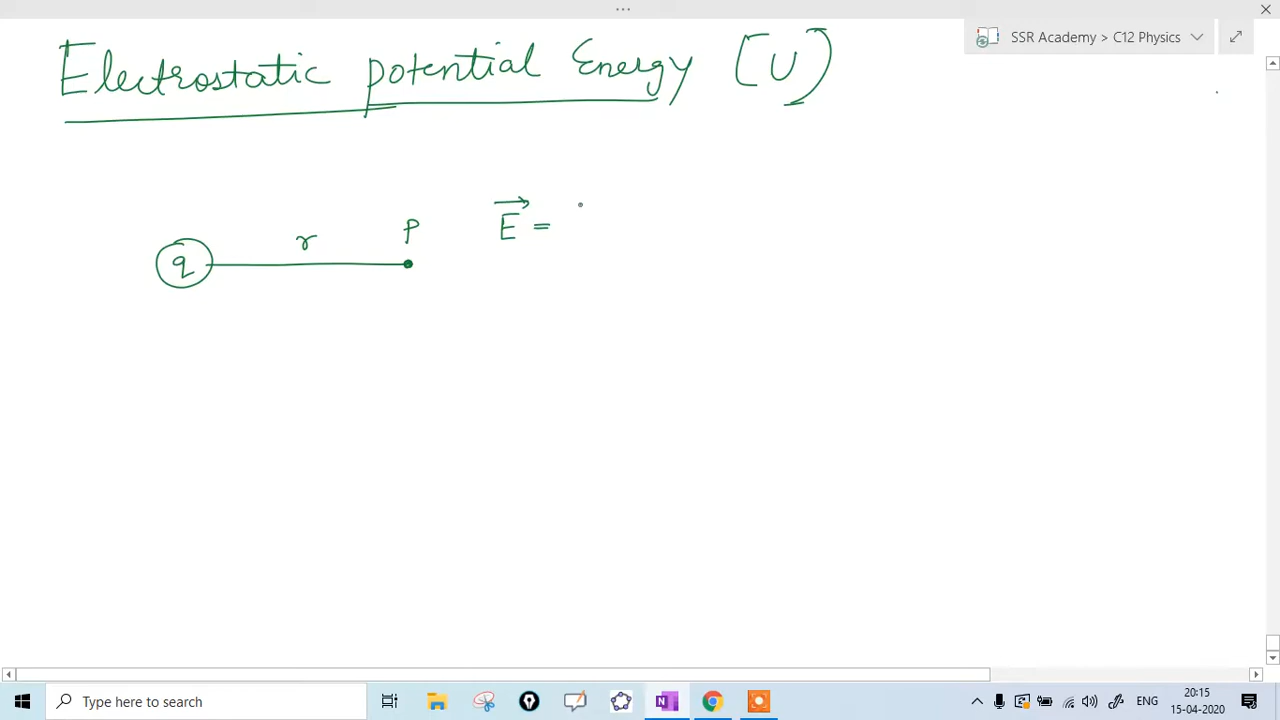 SSR Academy > C12 Physics
Electrostatic potential Energy [U]
q r P E =
Type here to search
ENG
20:15
15-04-2020